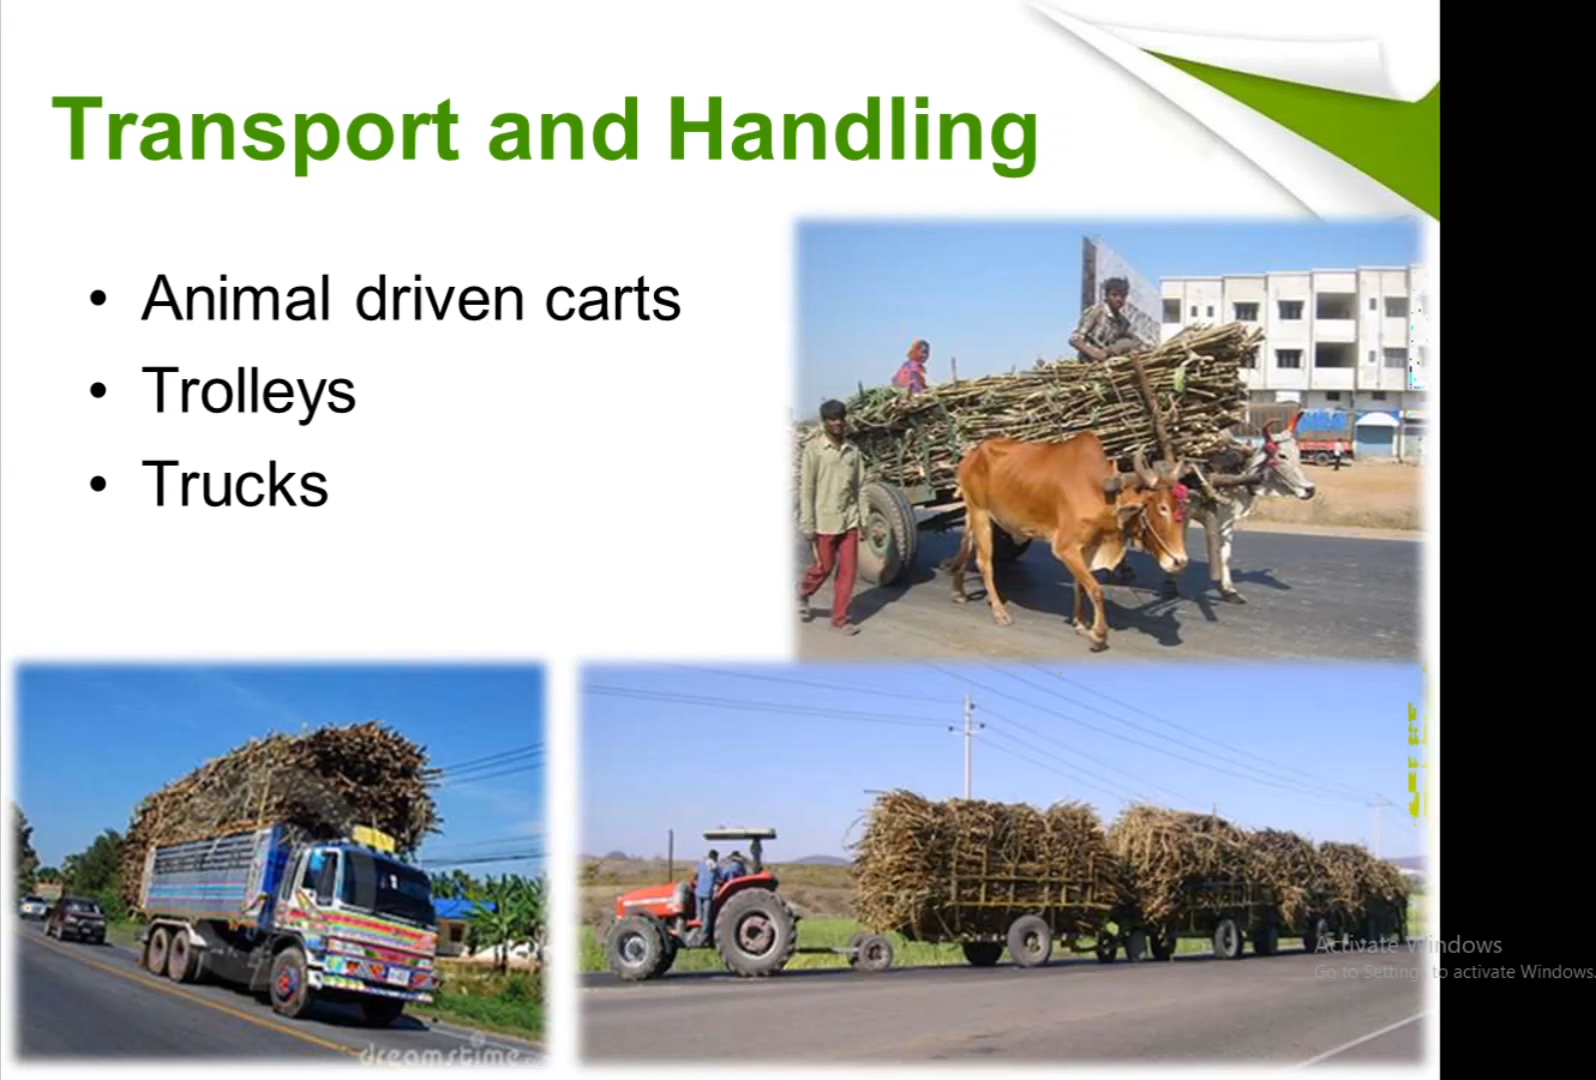 Transport and Handling
• Animal driven carts
• Trolleys
• Trucks
dreamstime
Activate Windows
Go to Settings to activate Windows.